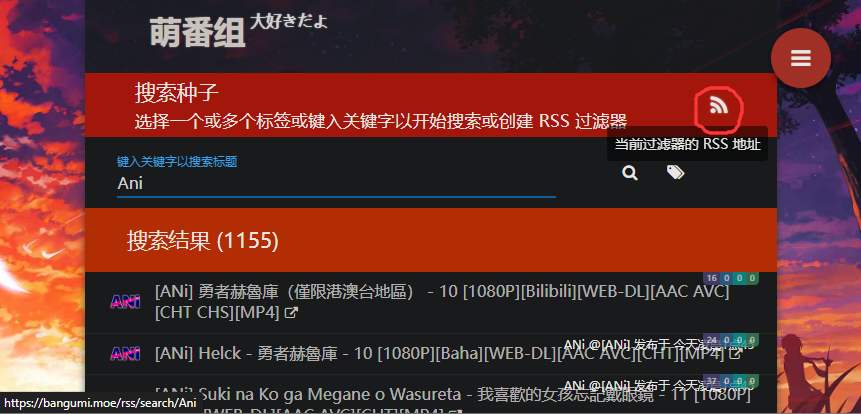 萌番组 大好きだよ
搜索种子
选择一个或多个标签或键入关键字以开始搜索或创建 RSS 过滤器
当前过滤器的 RSS 地址
键入关键字以搜索标题
Ani
搜索结果 (1155)
16 0 0 0
ANi [ANi] 勇者赫魯庫（僅限港澳台地區） - 10 [1080P][Bilibili][WEB-DL][AAC AVC]
[CHT CHS][MP4]
24 0 0 0
ANi @[ANi] 发布于 今天
ANi [ANi] Helck - 勇者赫魯庫 - 10 [1080P][Baha][WEB-DL][AAC AVC][CHT][MP4]
37 0 0 0
ANi @[ANi] 发布于 今天
ANi [ANi] Suki na Ko ga Megane o Wasureta - 我喜歡的女孩忘記戴眼鏡 - 11 [1080P]
[Baha][WEB-DL][AAC AVC][CHT][MP4]
https://bangumi.moe/rss/search/Ani